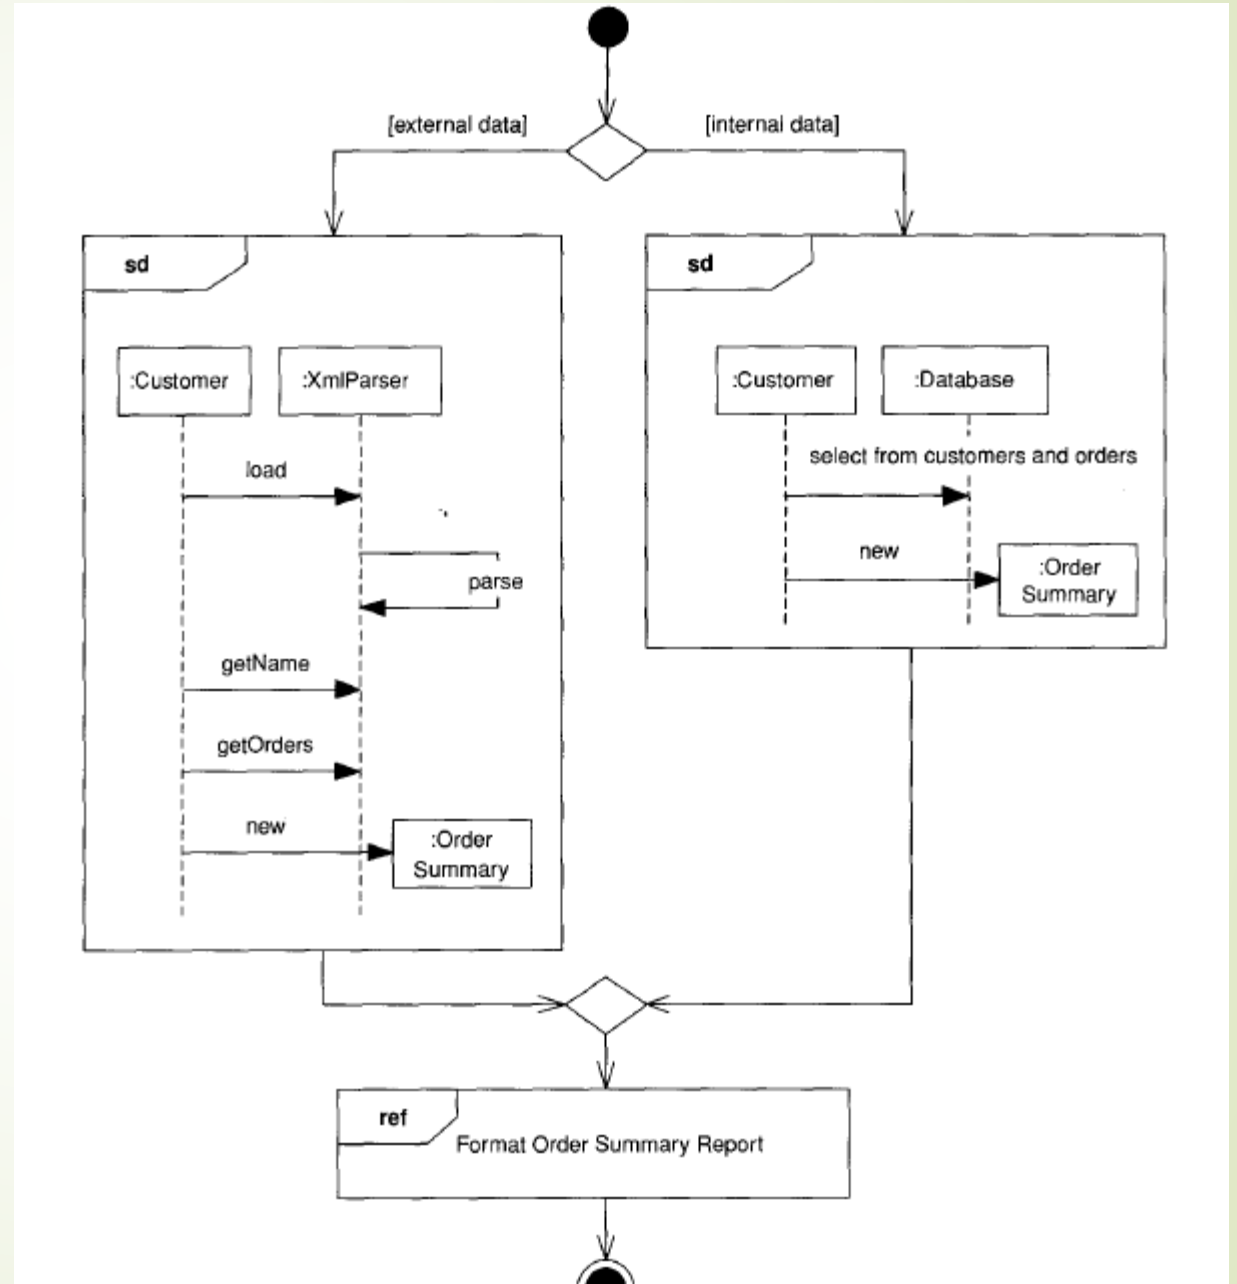 [external data]
[internal data]
sd
:Customer
:XmlParser
load
parse
getName
getOrders
new
:Order
Summary
sd
:Customer
:Database
select from customers and orders
new
:Order
Summary
ref
Format Order Summary Report